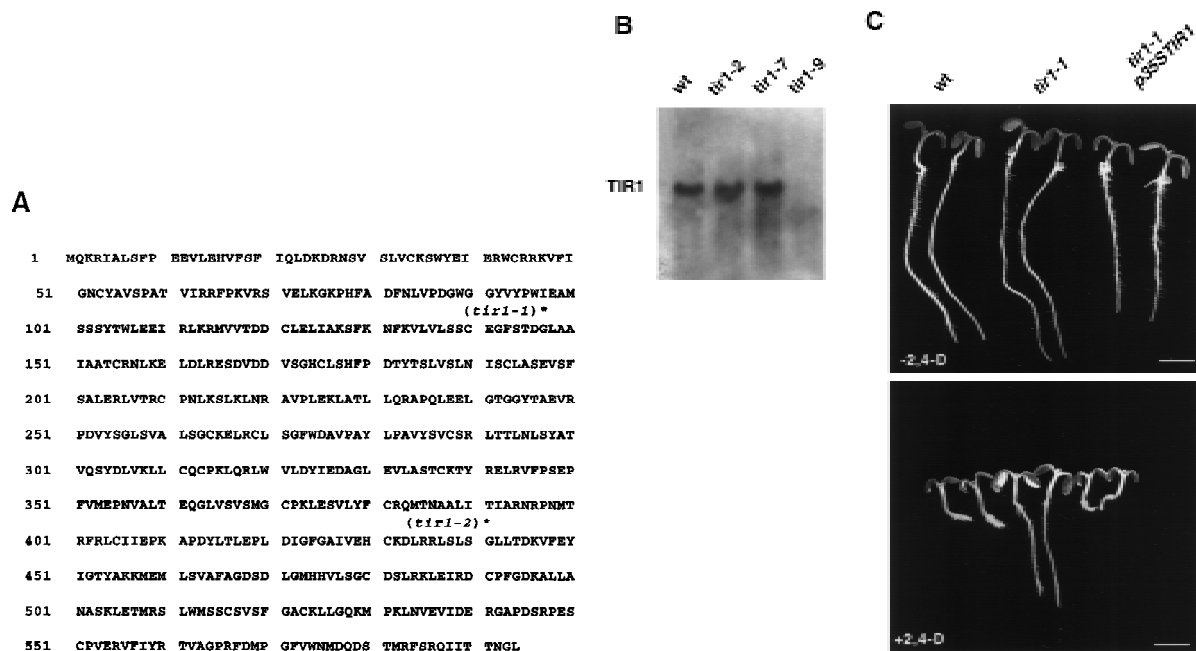 A
1 MQKRIALSFP EEVLEHVFSF IQLDKDRNSV SLVCKSWYEI ERWCRRKVFI
51 GNCYAVSPAT VIRRFPKVRS VELKGKPHFA DFNLVPDGWG GYVYPWIEAM
(tir1-1)*
101 SSSYTWLEEI RLKRMVVTDD CLELIAKSFK NFKVLVLSSC EGFSTDGLAA
151 IAATCRNLKE LDLRESDVDD VSGHCLSHFP DTYTSLVSLN ISCLASEVSF
201 SALERLVTRC PNLKSLKLNR AVPLEKLATL LQRAPQLEEL GTGGYTAEVR
251 PDVYSGLSVA LSGCKELRCL SGFWDAVPAY LPAVYSVCSR LTTLNLSYAT
301 VQSYDLVKLL CQCPKLQRLW VLDYIEDAGL EVLASTCKTY RELRVFPSEP
351 FVMEPNVALT EQGLVSVSMG CPKLESVLYF CRQMTNAALI TIARNRPNMT
(tir1-2)*
401 RFRLCIIEPK APDYLTLEPL DIGFGAIVEH CKDLRRLSLS GLLTDKVFEY
451 IGTYAKKMEM LSVAFAGDSD LGMHHVLSGC DSLRKLEIRD CPFGDKALLA
501 NASKLETMRS LWMSSCSVSF GACKLLGQKM PKLNVEVIDE RGAPDSRPES
551 CPVERVFIYR TVAGPRFDMP GFVWNMDQDS TMRFSRQIIT TNGL
B
wt tir1-2 tir1-7 tir1-9
TIR1
C
wt tir1-1 tir1-1 p35STIR1
-2,4-D
+2,4-D